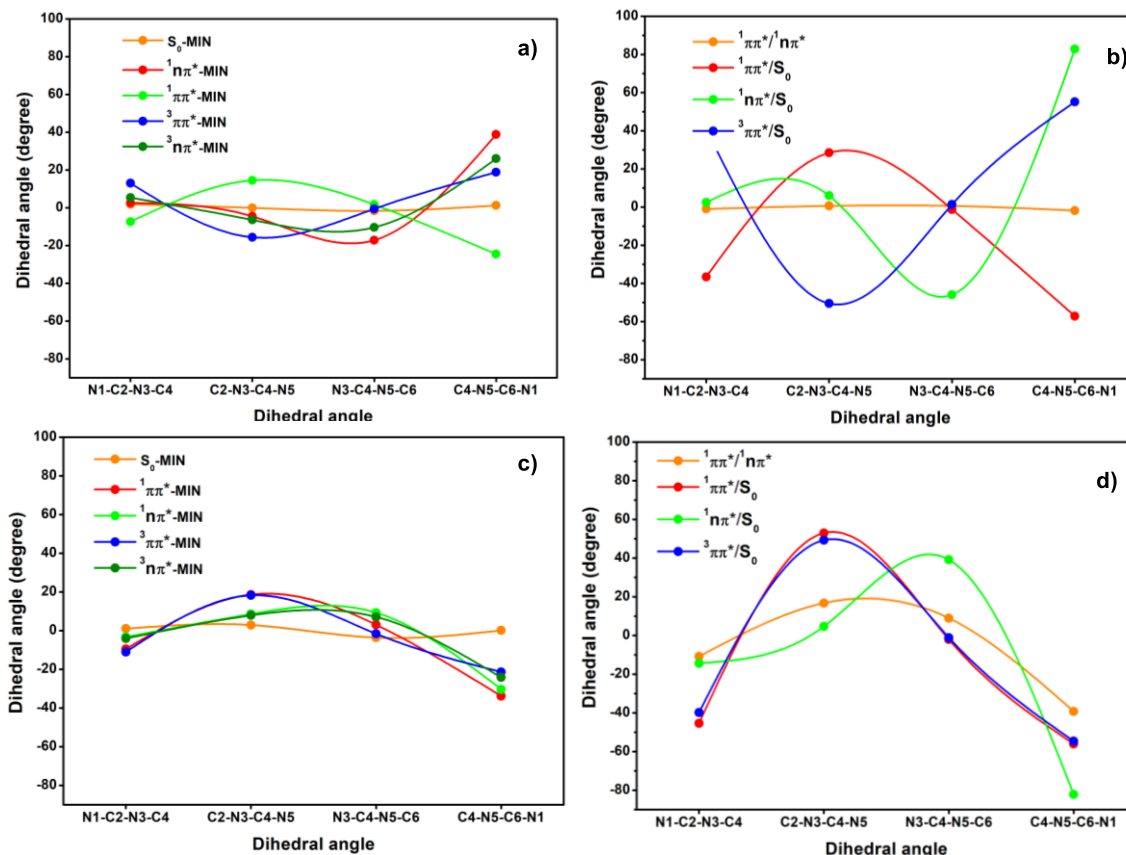 a)
S₀-MIN
¹nπ*-MIN
¹ππ*-MIN
³ππ*-MIN
³nπ*-MIN
100
80
60
40
20
0
-20
-40
-60
-80
Dihedral angle (degree)
N1-C2-N3-C4 C2-N3-C4-N5 N3-C4-N5-C6 C4-N5-C6-N1
Dihedral angle
b)
¹ππ*/¹nπ*
¹ππ*/S₀
¹nπ*/S₀
³ππ*/S₀
100
80
60
40
20
0
-20
-40
-60
-80
Dihedral angle (degree)
N1-C2-N3-C4 C2-N3-C4-N5 N3-C4-N5-C6 C4-N5-C6-N1
Dihedral angle
c)
S₀-MIN
¹ππ*-MIN
¹nπ*-MIN
³ππ*-MIN
³nπ*-MIN
100
80
60
40
20
0
-20
-40
-60
-80
Dihedral angle (degree)
N1-C2-N3-C4 C2-N3-C4-N5 N3-C4-N5-C6 C4-N5-C6-N1
Dihedral angle
d)
¹ππ*/¹nπ*
¹ππ*/S₀
¹nπ*/S₀
³ππ*/S₀
100
80
60
40
20
0
-20
-40
-60
-80
Dihedral angle (degree)
N1-C2-N3-C4 C2-N3-C4-N5 N3-C4-N5-C6 C4-N5-C6-N1
Dihedral angle